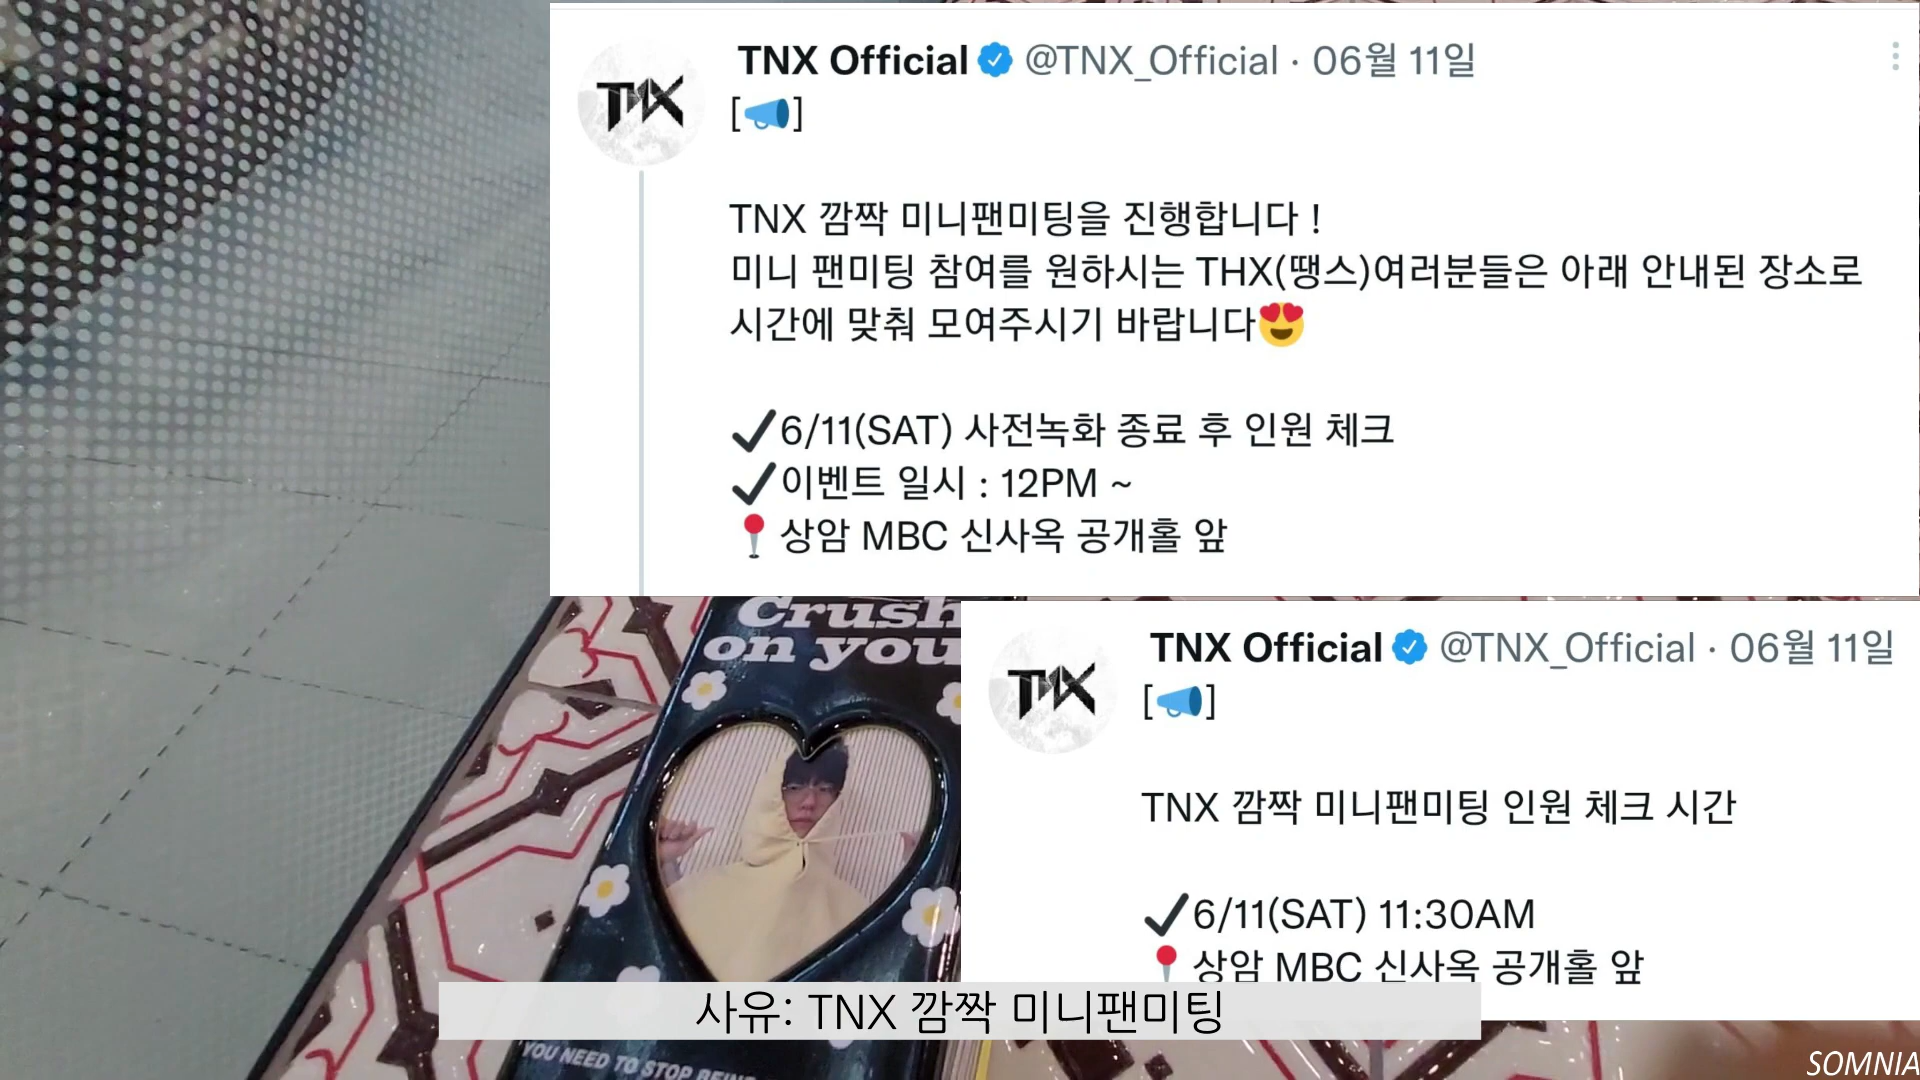 TNX Official @TNX_Official · 06월 11일
TNX
[📢]
TNX 깜짝 미니팬미팅을 진행합니다 !
미니 팬미팅 참여를 원하시는 THX(땡스)여러분들은 아래 안내된 장소로
시간에 맞춰 모여주시기 바랍니다😍
✔6/11(SAT) 사전녹화 종료 후 인원 체크
✔이벤트 일시 : 12PM ~
📍상암 MBC 신사옥 공개홀 앞
Crush
on you
TNX Official @TNX_Official · 06월 11일
TNX
[📢]
TNX 깜짝 미니팬미팅 인원 체크 시간
✔6/11(SAT) 11:30AM
📍상암 MBC 신사옥 공개홀 앞
사유: TNX 깜짝 미니팬미팅
YOU NEED TO STOP BEING
SOMNIA